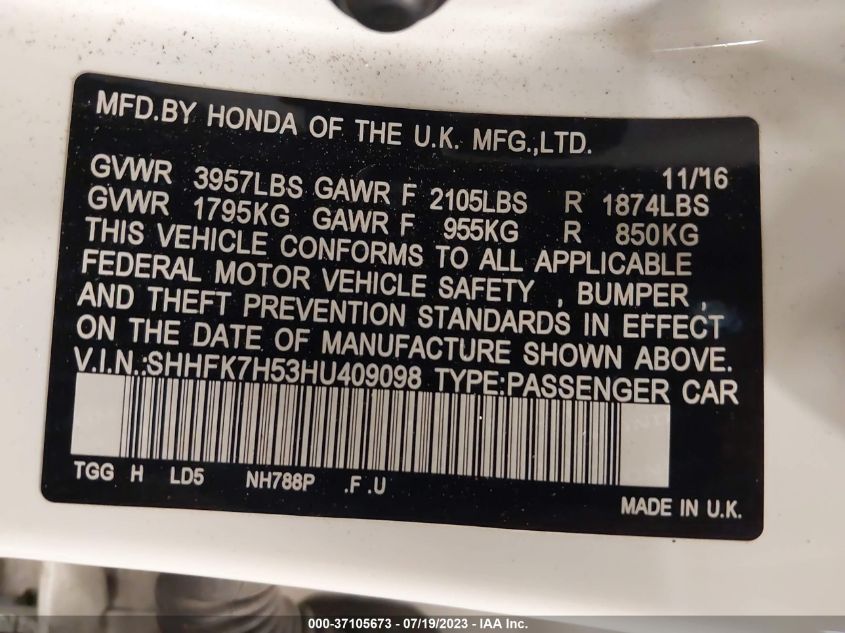 MFD.BY HONDA OF THE U.K. MFG.,LTD.
11/'16
GVWR 3957LBS GAWR F 2105LBS R 1874LBS
GVWR 1795KG GAWR F 955KG R 850KG
THIS VEHICLE CONFORMS TO ALL APPLICABLE
FEDERAL MOTOR VEHICLE SAFETY , BUMPER ,
AND THEFT PREVENTION STANDARDS IN EFFECT
ON THE DATE OF MANUFACTURE SHOWN ABOVE.
V.I.N.:SHHFK7H53HU409098 TYPE:PASSENGER CAR
TGG H LD5 NH788P .F .U
MADE IN U.K.
000-37105673 / 07/19/2023 - IAA Inc.